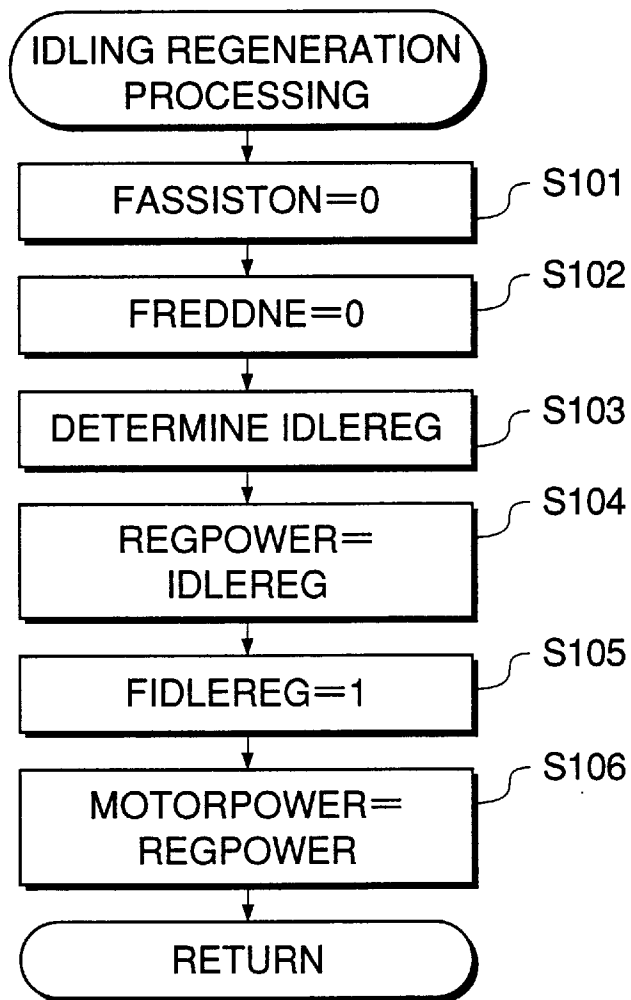 IDLING REGENERATION
PROCESSING
FASSISTON=0
S101
FREDDNE=0
S102
DETERMINE IDLEREG
S103
REGPOWER=
IDLEREG
S104
FIDLEREG=1
S105
MOTORPOWER=
REGPOWER
S106
RETURN